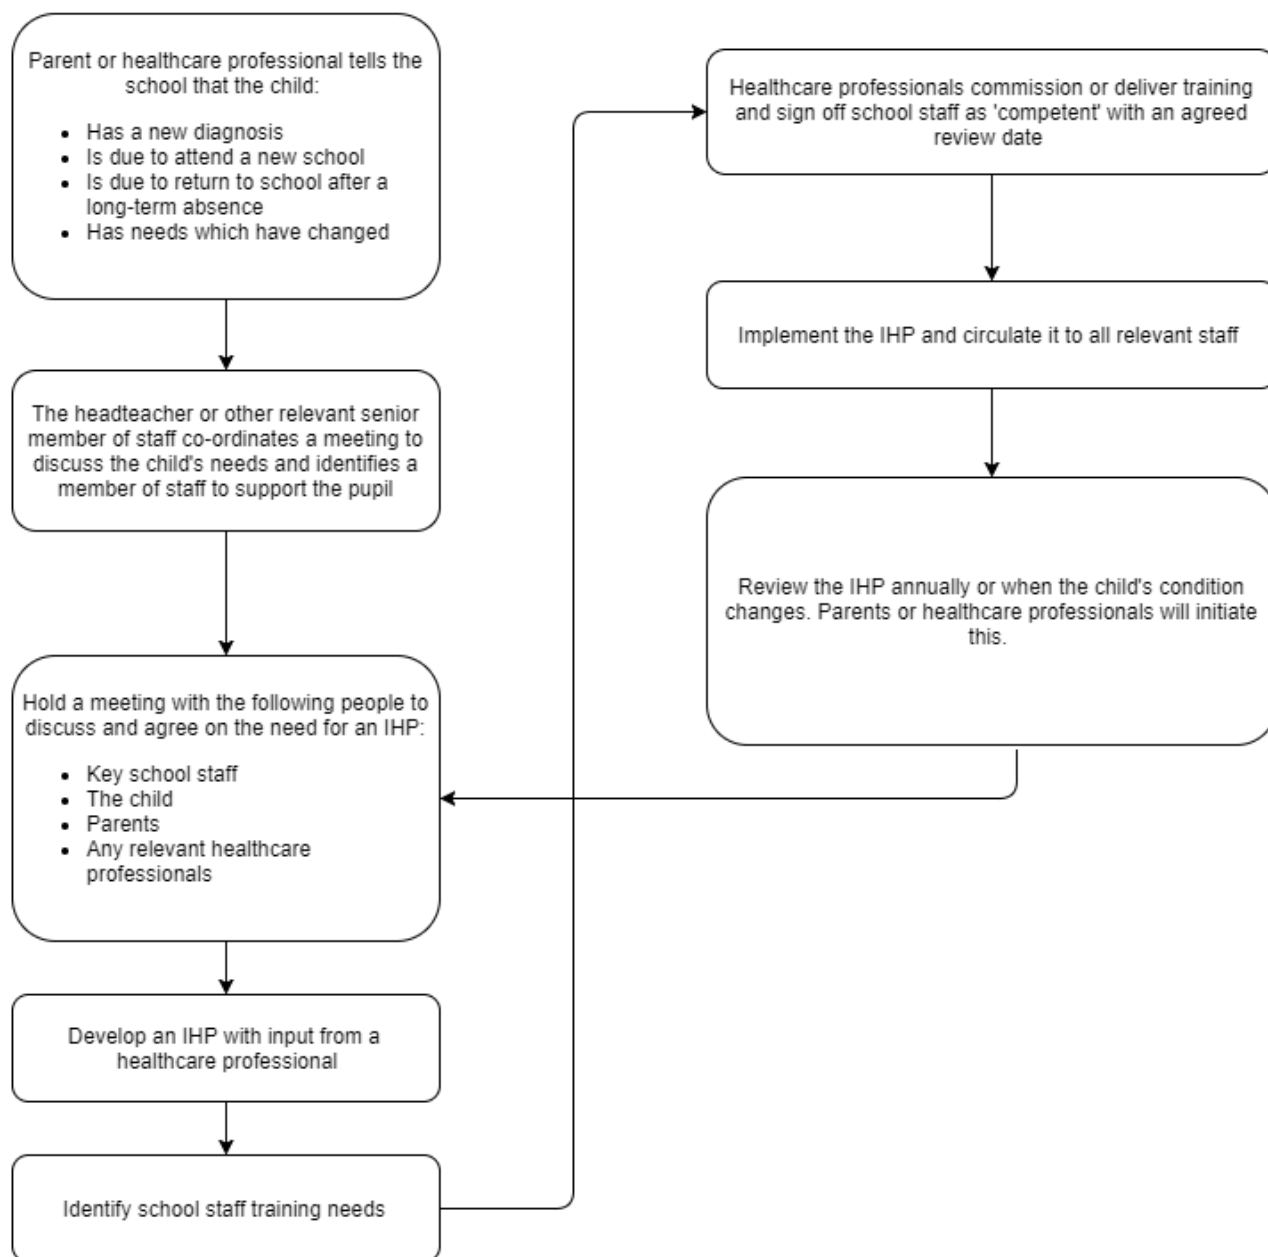 Parent or healthcare professional tells the
school that the child:
• Has a new diagnosis
• Is due to attend a new school
• Is due to return to school after a
long-term absence
• Has needs which have changed
The headteacher or other relevant senior
member of staff co-ordinates a meeting to
discuss the child's needs and identifies a
member of staff to support the pupil
Hold a meeting with the following people to
discuss and agree on the need for an IHP:
• Key school staff
• The child
• Parents
• Any relevant healthcare
professionals
Develop an IHP with input from a
healthcare professional
Identify school staff training needs
Healthcare professionals commission or deliver training
and sign off school staff as 'competent' with an agreed
review date
Implement the IHP and circulate it to all relevant staff
Review the IHP annually or when the child's condition
changes. Parents or healthcare professionals will initiate
this.